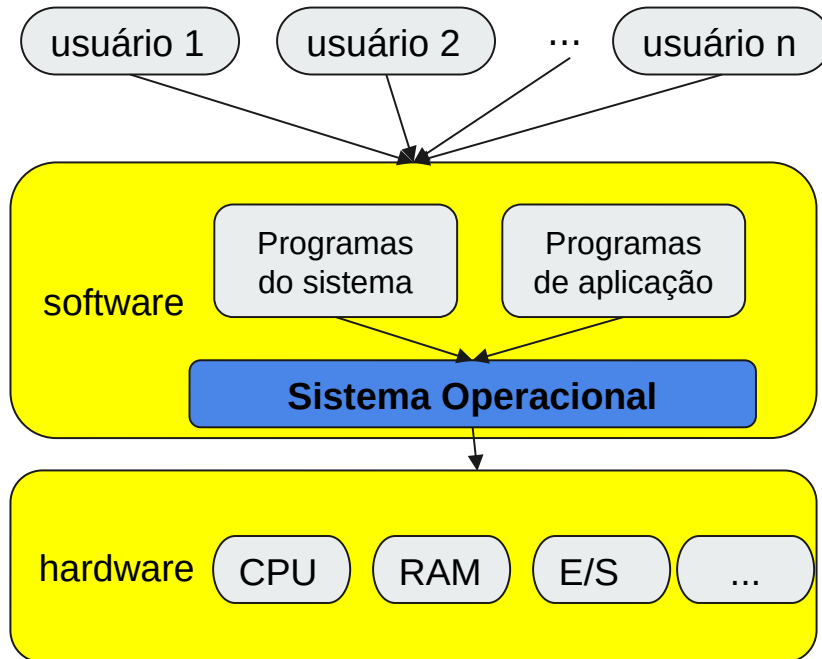 usuário 1
usuário 2
...
usuário n
software
Programas
do sistema
Programas
de aplicação
Sistema Operacional
hardware
CPU
RAM
E/S
...